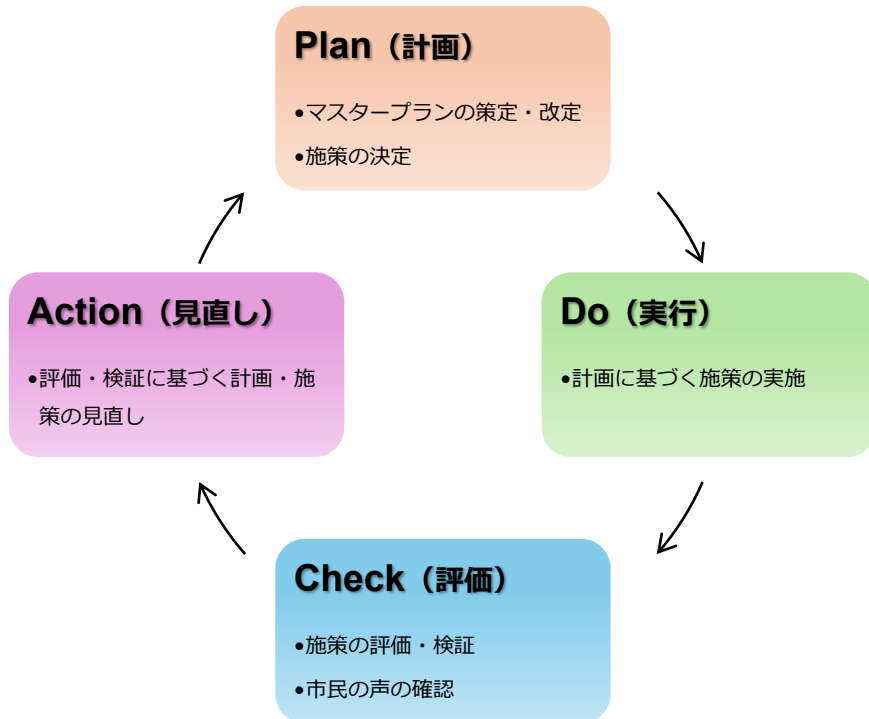 Plan（計画）
•マスタープランの策定・改定
•施策の決定
Action（見直し）
•評価・検証に基づく計画・施
策の見直し
Do（実行）
•計画に基づく施策の実施
Check（評価）
•施策の評価・検証
•市民の声の確認